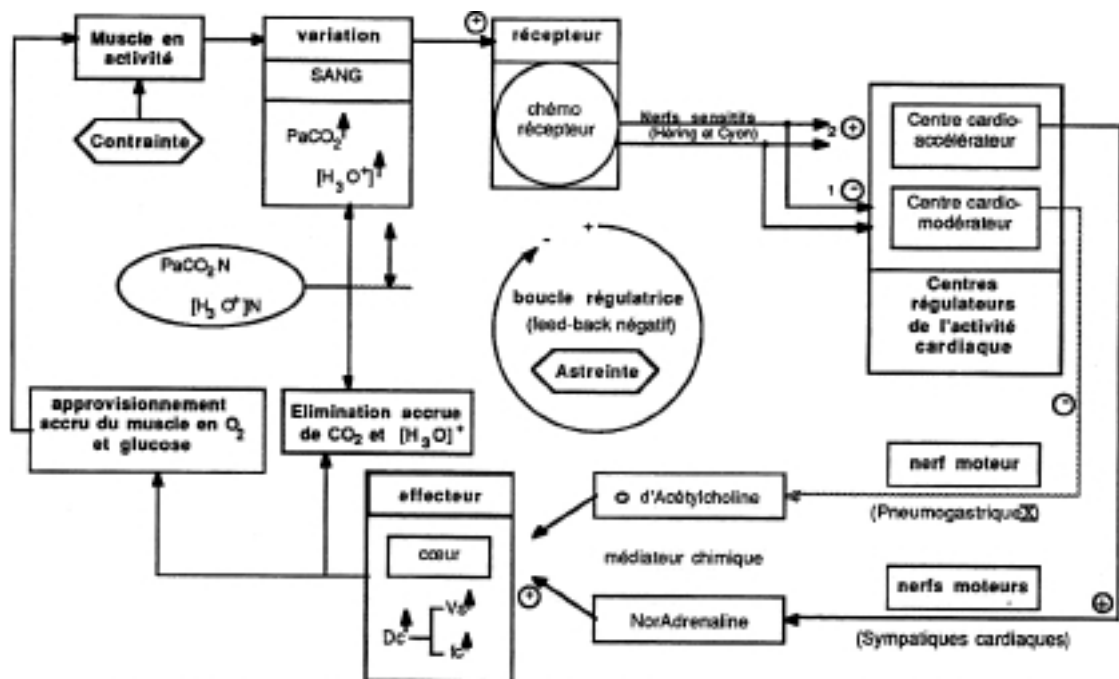 Muscle en
activité
Contrainte
variation
SANG
PaCO2
[H3O+]
PaCO2N
[H3O+]N
+
récepteur
chémo
récepteur
Nerfs sensitifs
(Héring et Cyon)
2 +
1 -
Centre cardio-
accélérateur
Centre cardio-
modérateur
Centres
régulateurs
de l'activité
cardiaque
- +
boucle régulatrice
(feed-back négatif)
Astreinte
approvisionnement
accru du muscle en O2
et glucose
Elimination accrue
de CO2 et [H3O]+
effecteur
cœur
Dc
Vs
fc
d'Acétylcholine
médiateur chimique
+
NorAdrenaline
-
nerf moteur
(Pneumogastrique X)
nerfs moteurs
+
(Sympatiques cardiaques)